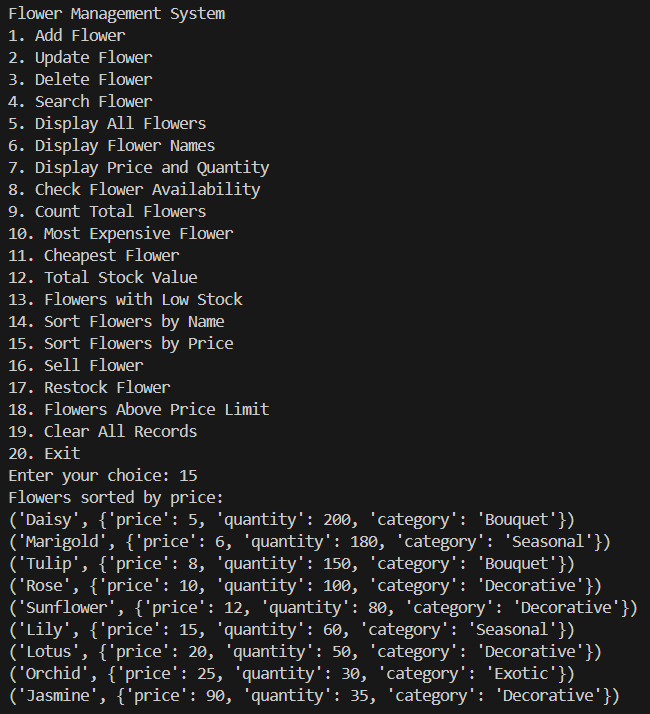 Flower Management System
1. Add Flower
2. Update Flower
3. Delete Flower
4. Search Flower
5. Display All Flowers
6. Display Flower Names
7. Display Price and Quantity
8. Check Flower Availability
9. Count Total Flowers
10. Most Expensive Flower
11. Cheapest Flower
12. Total Stock Value
13. Flowers with Low Stock
14. Sort Flowers by Name
15. Sort Flowers by Price
16. Sell Flower
17. Restock Flower
18. Flowers Above Price Limit
19. Clear All Records
20. Exit
Enter your choice: 15
Flowers sorted by price:
('Daisy', {'price': 5, 'quantity': 200, 'category': 'Bouquet'})
('Marigold', {'price': 6, 'quantity': 180, 'category': 'Seasonal'})
('Tulip', {'price': 8, 'quantity': 150, 'category': 'Bouquet'})
('Rose', {'price': 10, 'quantity': 100, 'category': 'Decorative'})
('Sunflower', {'price': 12, 'quantity': 80, 'category': 'Decorative'})
('Lily', {'price': 15, 'quantity': 60, 'category': 'Seasonal'})
('Lotus', {'price': 20, 'quantity': 50, 'category': 'Decorative'})
('Orchid', {'price': 25, 'quantity': 30, 'category': 'Exotic'})
('Jasmine', {'price': 90, 'quantity': 35, 'category': 'Decorative'})